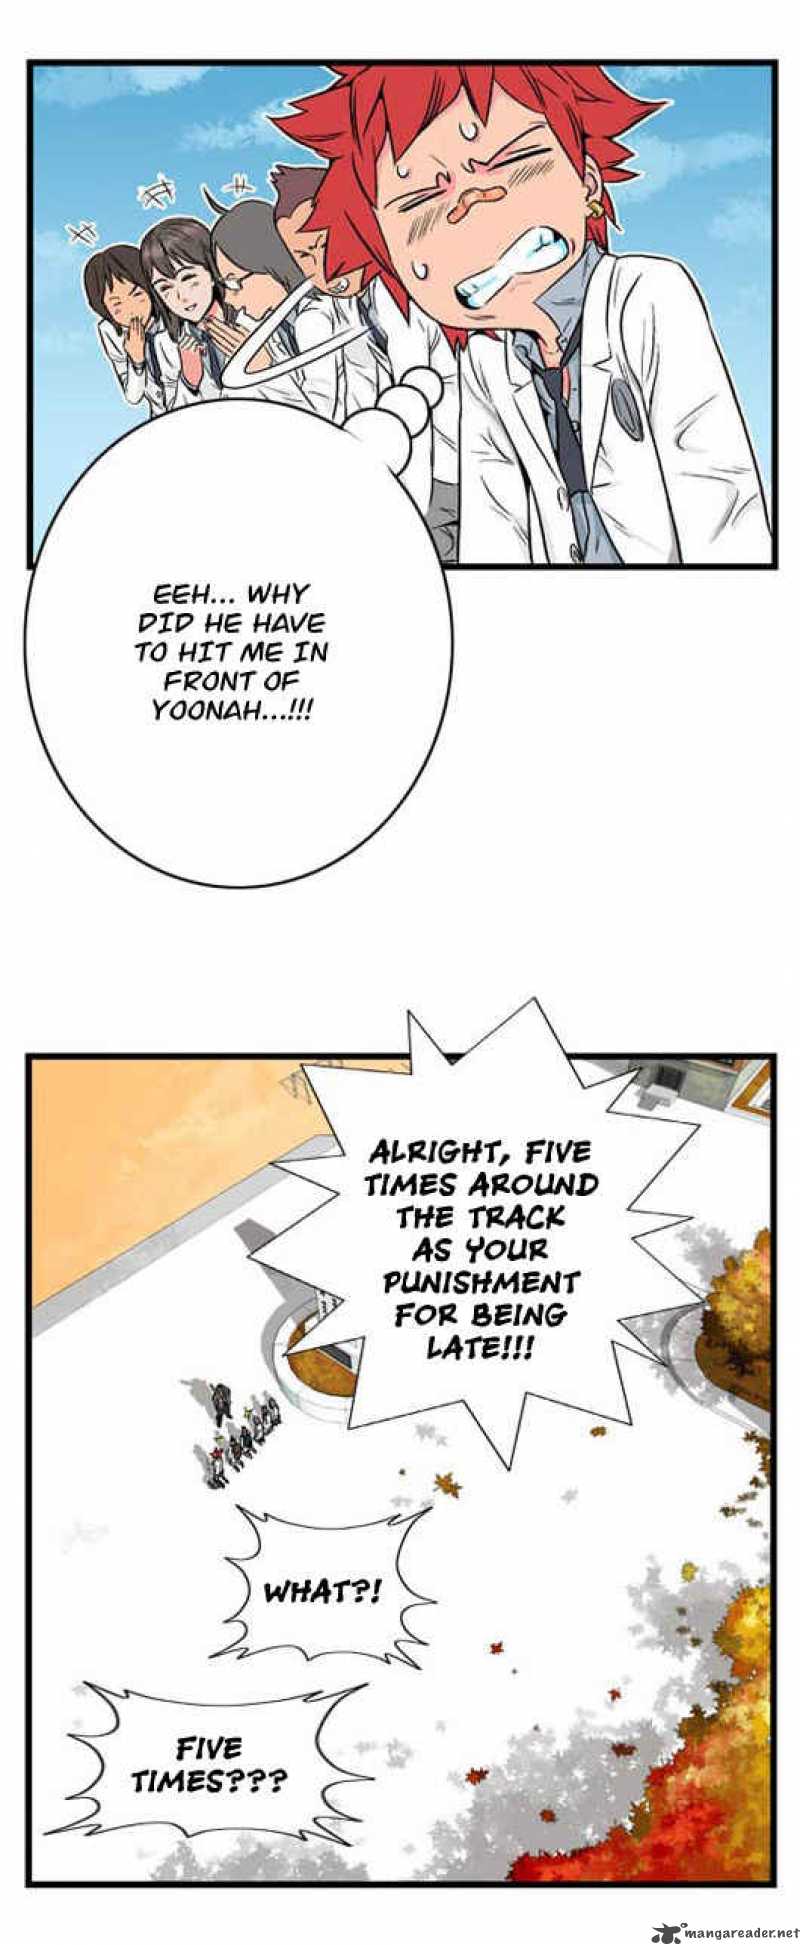 EEH... WHY
DID HE HAVE
TO HIT ME IN
FRONT OF
YOONAH...!!!
ALRIGHT, FIVE
TIMES AROUND
THE TRACK
AS YOUR
PUNISHMENT
FOR BEING
LATE!!!
WHAT?!
FIVE
TIMES???
mangareader.net